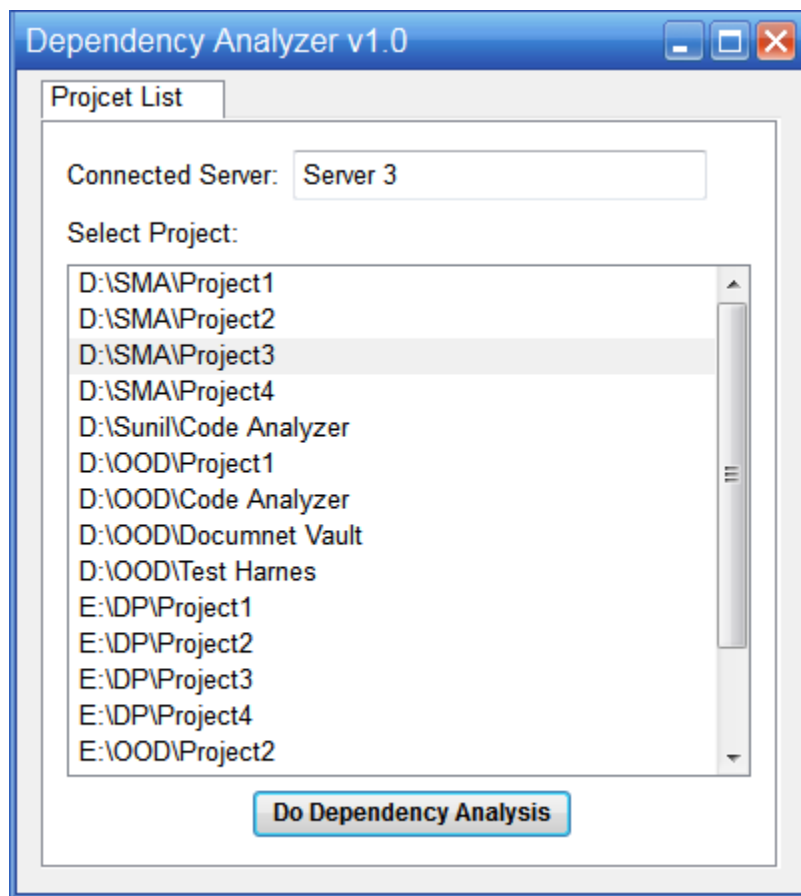 Dependency Analyzer v1.0
Projcet List
Connected Server: Server 3
Select Project:
D:\SMA\Project1
D:\SMA\Project2
D:\SMA\Project3
D:\SMA\Project4
D:\Sunil\Code Analyzer
D:\OOD\Project1
D:\OOD\Code Analyzer
D:\OOD\Documnet Vault
D:\OOD\Test Harnes
E:\DP\Project1
E:\DP\Project2
E:\DP\Project3
E:\DP\Project4
E:\OOD\Project2
Do Dependency Analysis